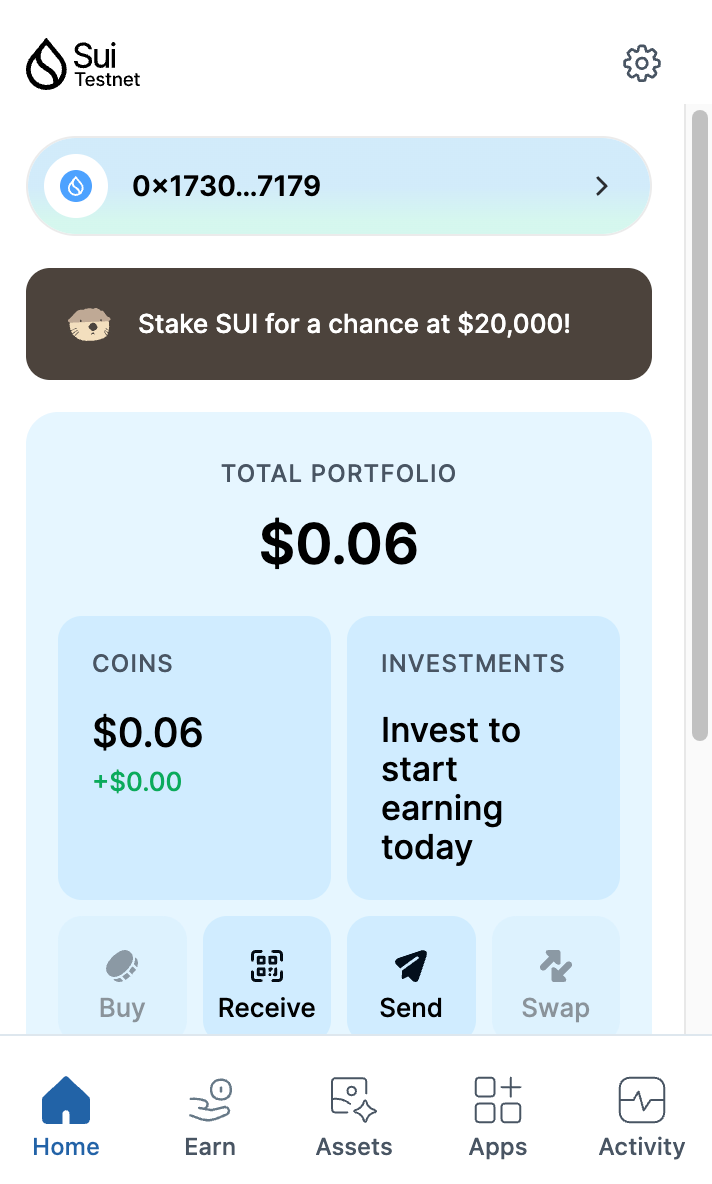 Sui
Testnet
0×1730...7179
Stake SUI for a chance at $20,000!
TOTAL PORTFOLIO
$0.06
COINS
$0.06
+$0.00
INVESTMENTS
Invest to
start
earning
today
Buy
Receive
Send
Swap
Home
Earn
Assets
Apps
Activity